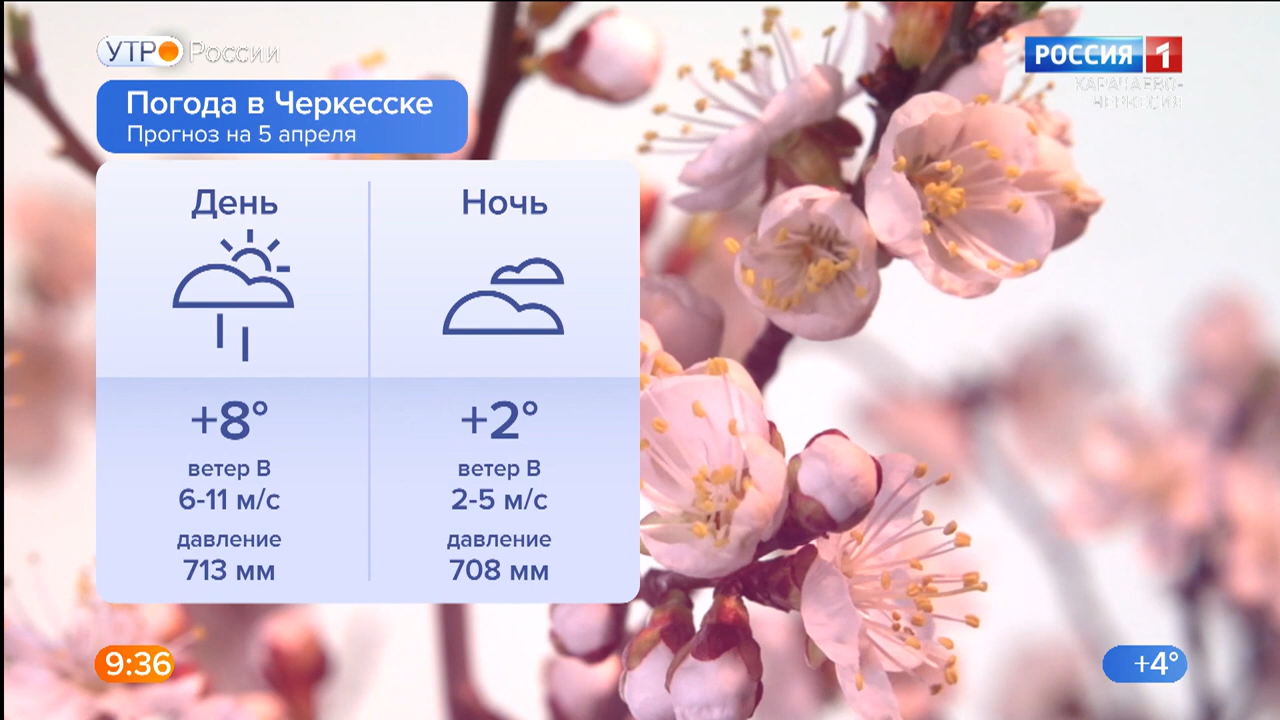 УТРО России
РОССИЯ 1
КАРАЧАЕВО-
ЧЕРКЕСИЯ
Погода в Черкесске
Прогноз на 5 апреля
День
Ночь
+8°
+2°
ветер В
ветер В
6-11 м/с
2-5 м/с
давление
давление
713 мм
708 мм
9:36
+4°